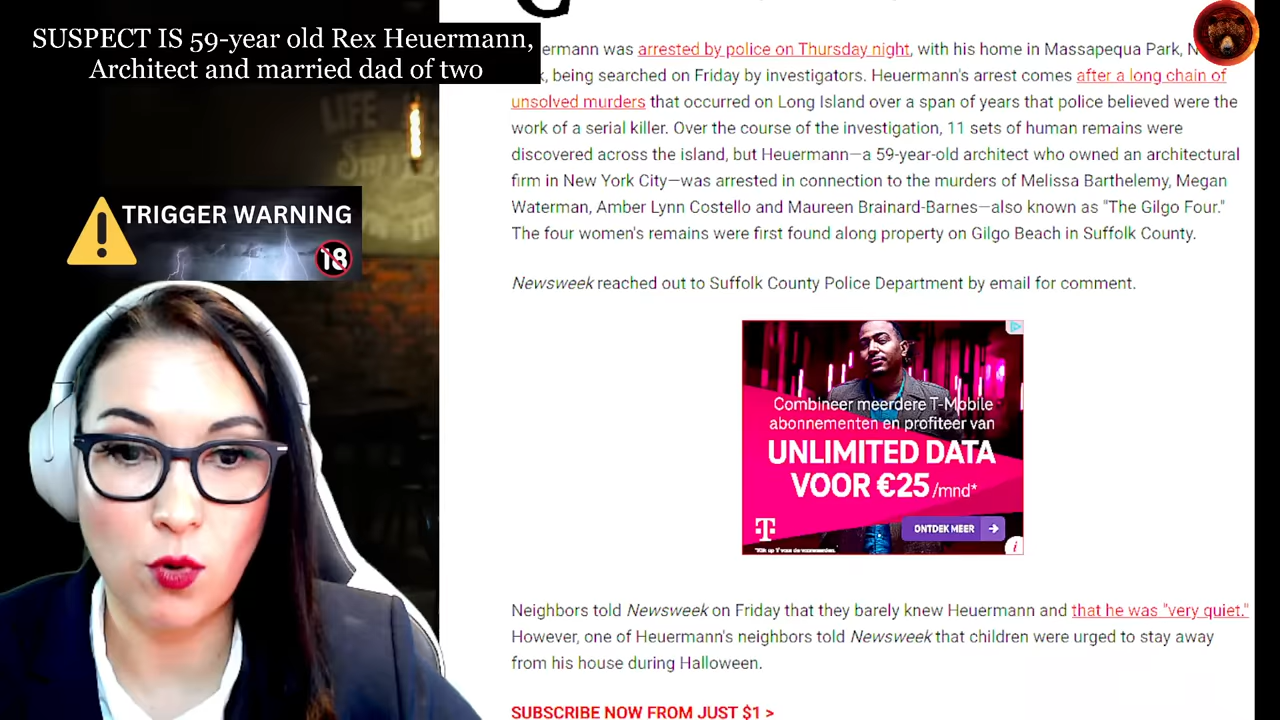 SUSPECT IS 59-year old Rex Heuermann,
Architect and married dad of two
LIFE
TRIGGER WARNING
18
ermann was arrested by police on Thursday night, with his home in Massapequa Park, N
, being searched on Friday by investigators. Heuermann's arrest comes after a long chain of
unsolved murders that occurred on Long Island over a span of years that police believed were the
work of a serial killer. Over the course of the investigation, 11 sets of human remains were
discovered across the island, but Heuermann—a 59-year-old architect who owned an architectural
firm in New York City—was arrested in connection to the murders of Melissa Barthelemy, Megan
Waterman, Amber Lynn Costello and Maureen Brainard-Barnes—also known as "The Gilgo Four."
The four women's remains were first found along property on Gilgo Beach in Suffolk County.
Newsweek reached out to Suffolk County Police Department by email for comment.
Combineer meerdere T-Mobile
abonnementen en profiteer van
UNLIMITED DATA
VOOR €25/mnd*
T
ONTDEK MEER
Neighbors told Newsweek on Friday that they barely knew Heuermann and that he was "very quiet."
However, one of Heuermann's neighbors told Newsweek that children were urged to stay away
from his house during Halloween.
SUBSCRIBE NOW FROM JUST $1 >